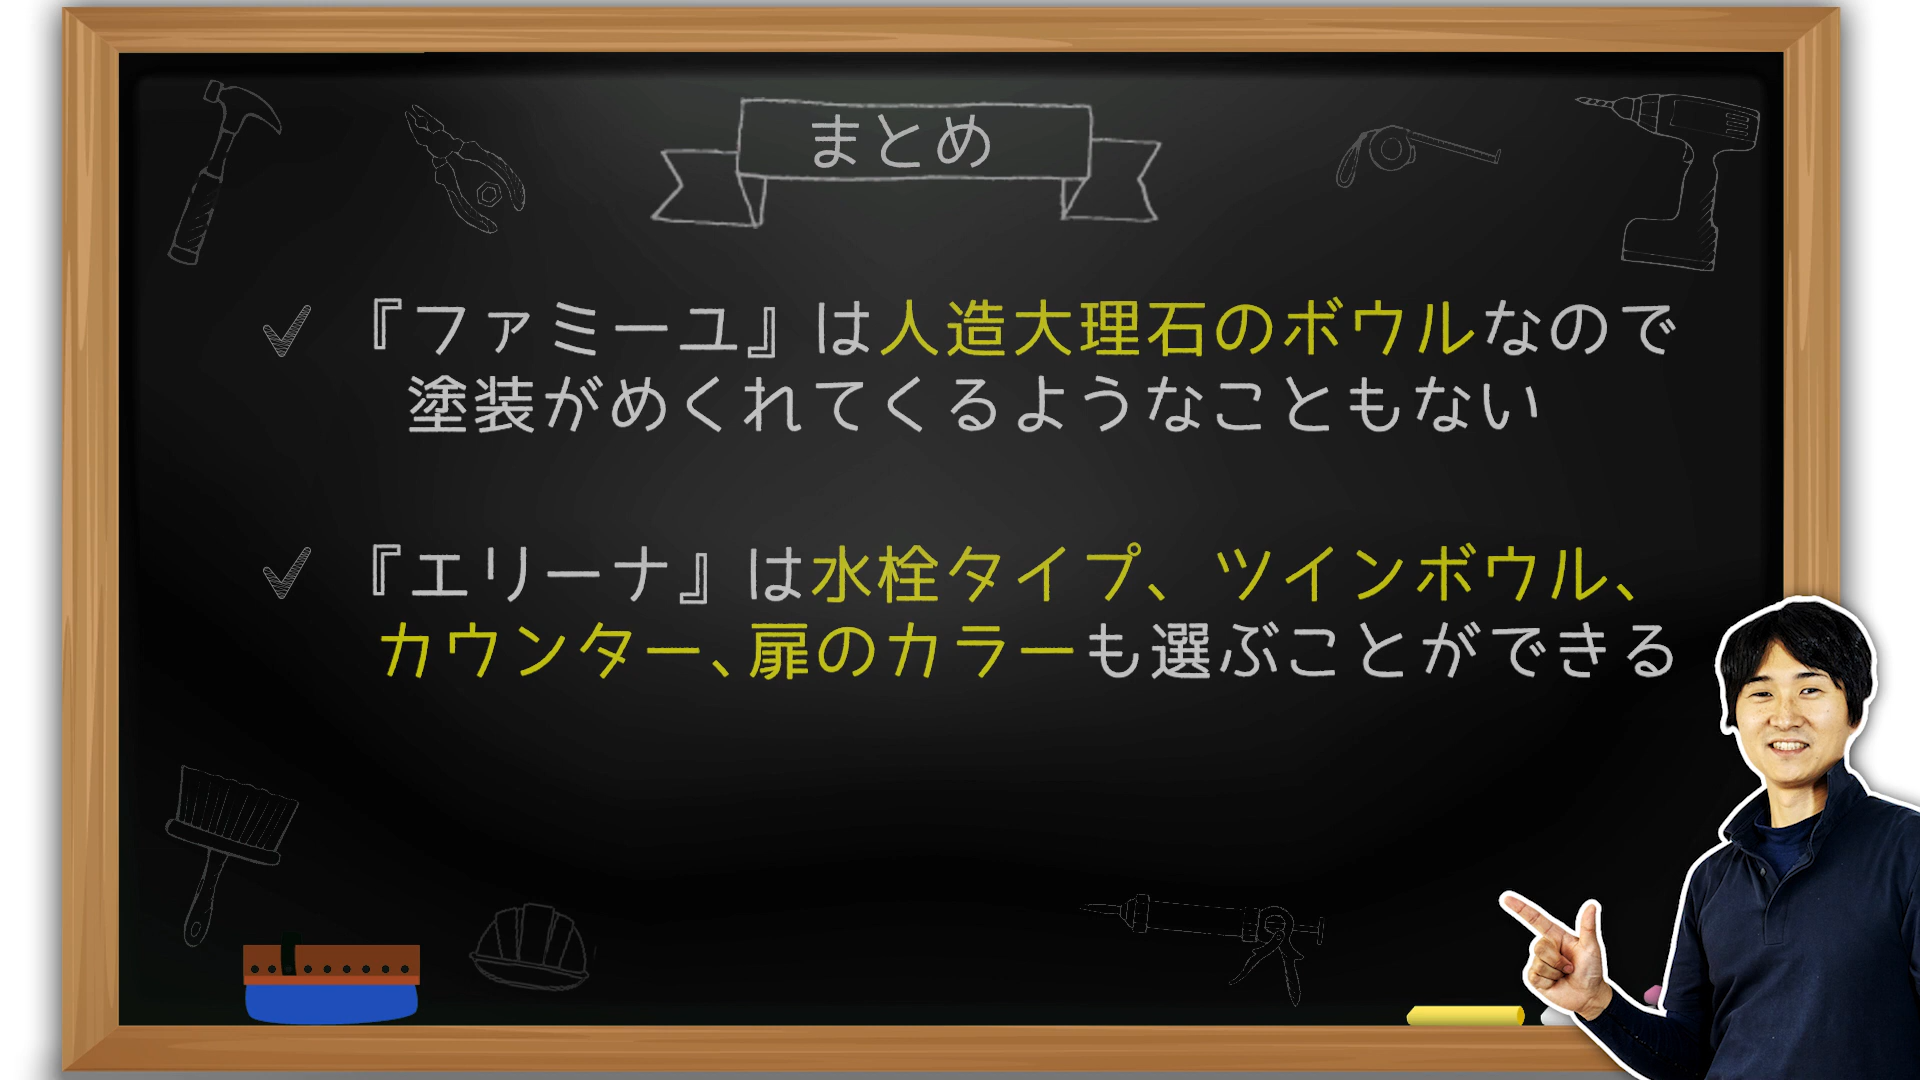 まとめ
『ファミーユ』は人造大理石のボウルなので
塗装がめくれてくるようなこともない
『エリーナ』は水栓タイプ、ツインボウル、
カウンター、扉のカラーも選ぶことができる